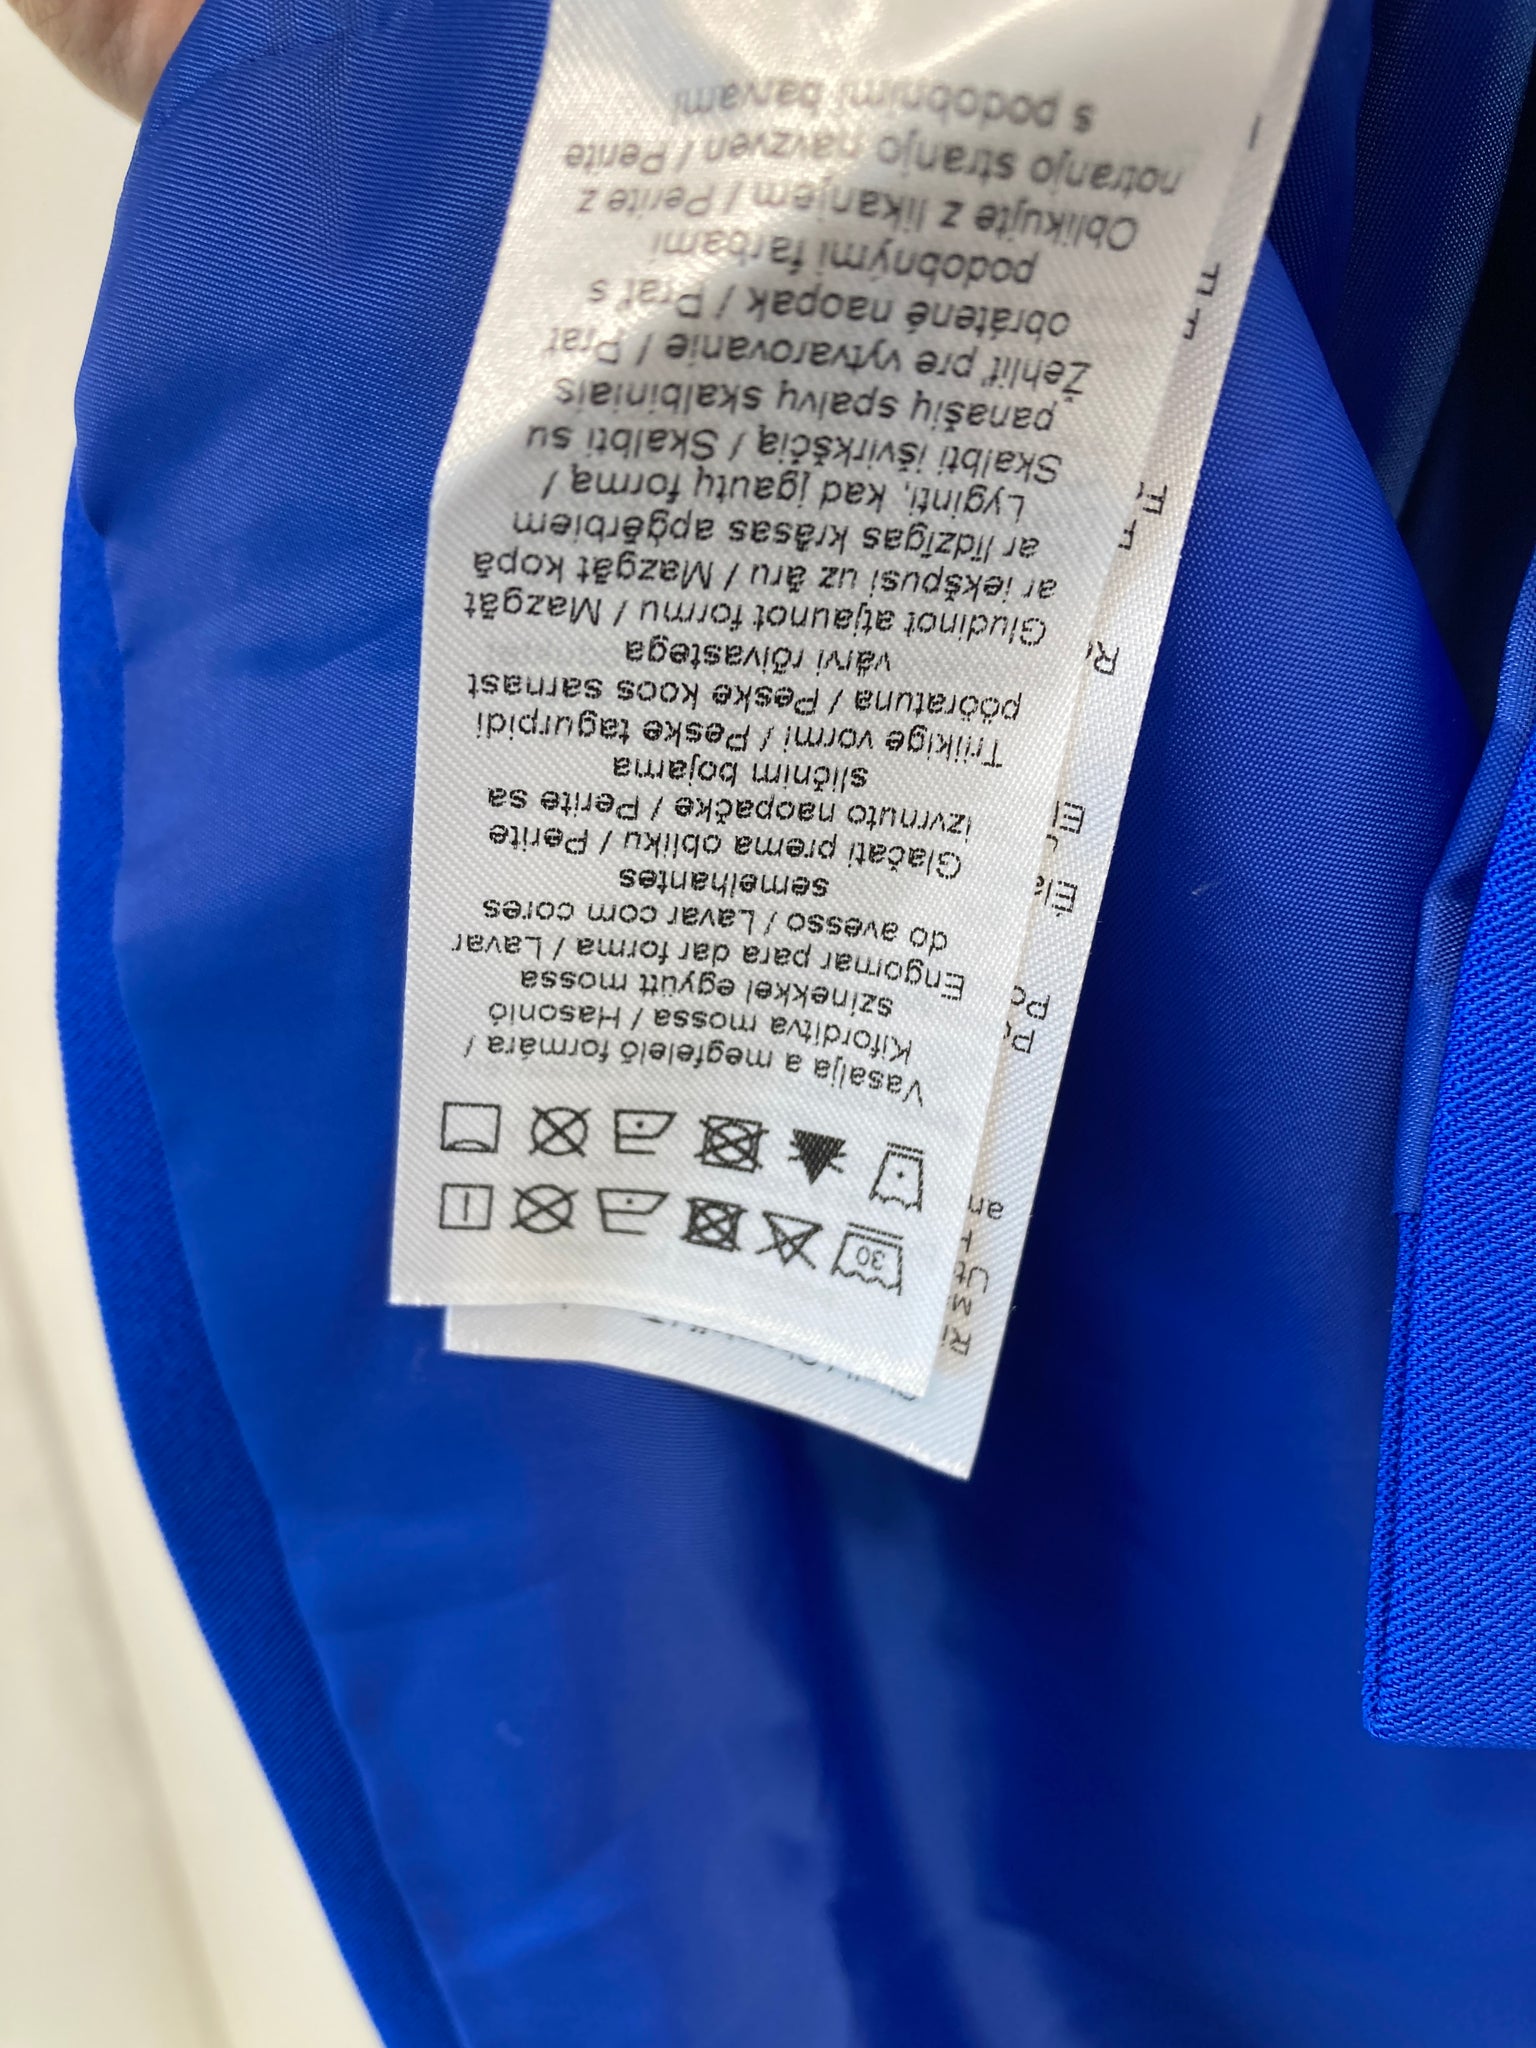 30
Vasalja a megfelelő formára /
Kifordítva mossa / Hasonló
színekkel együtt mossa
Engomar para dar forma / Lavar
do avesso / Lavar com cores
semelhantes
Glačati prema obliku / Perite
izvrnuto naopačke / Perite sa
sličnim bojama
Triikige vormi / Peske tagurpidi
pööratuna / Peske koos sarnast
värvi rõivastega
Gludinot atjaunot formu / Mazgāt
ar iekšpusi uz āru / Mazgāt kopā
ar līdzīgas krāsas apģērbiem
Lyginti, kad įgautų formą /
Skalbti išvirkščią / Skalbti su
panašių spalvų skalbiniais
Žehliť pre vytvarovanie / Prať
obrátené naopak / Prať s
podobnými farbami
Oblikujte z likanjem / Perite z
notranjo stranjo navzven / Perite
s podobnimi barvami